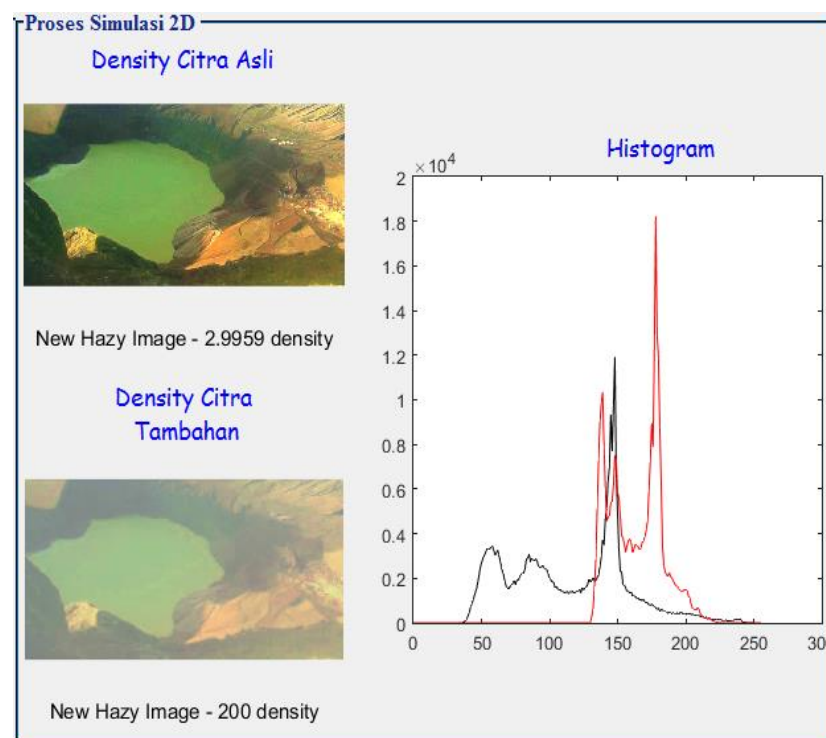 Proses Simulasi 2D
Density Citra Asli
New Hazy Image - 2.9959 density
Density Citra
Tambahan
New Hazy Image - 200 density
Histogram
2 ×10^4
1.8
1.6
1.4
1.2
1
0.8
0.6
0.4
0.2
0
0 50 100 150 200 250 300